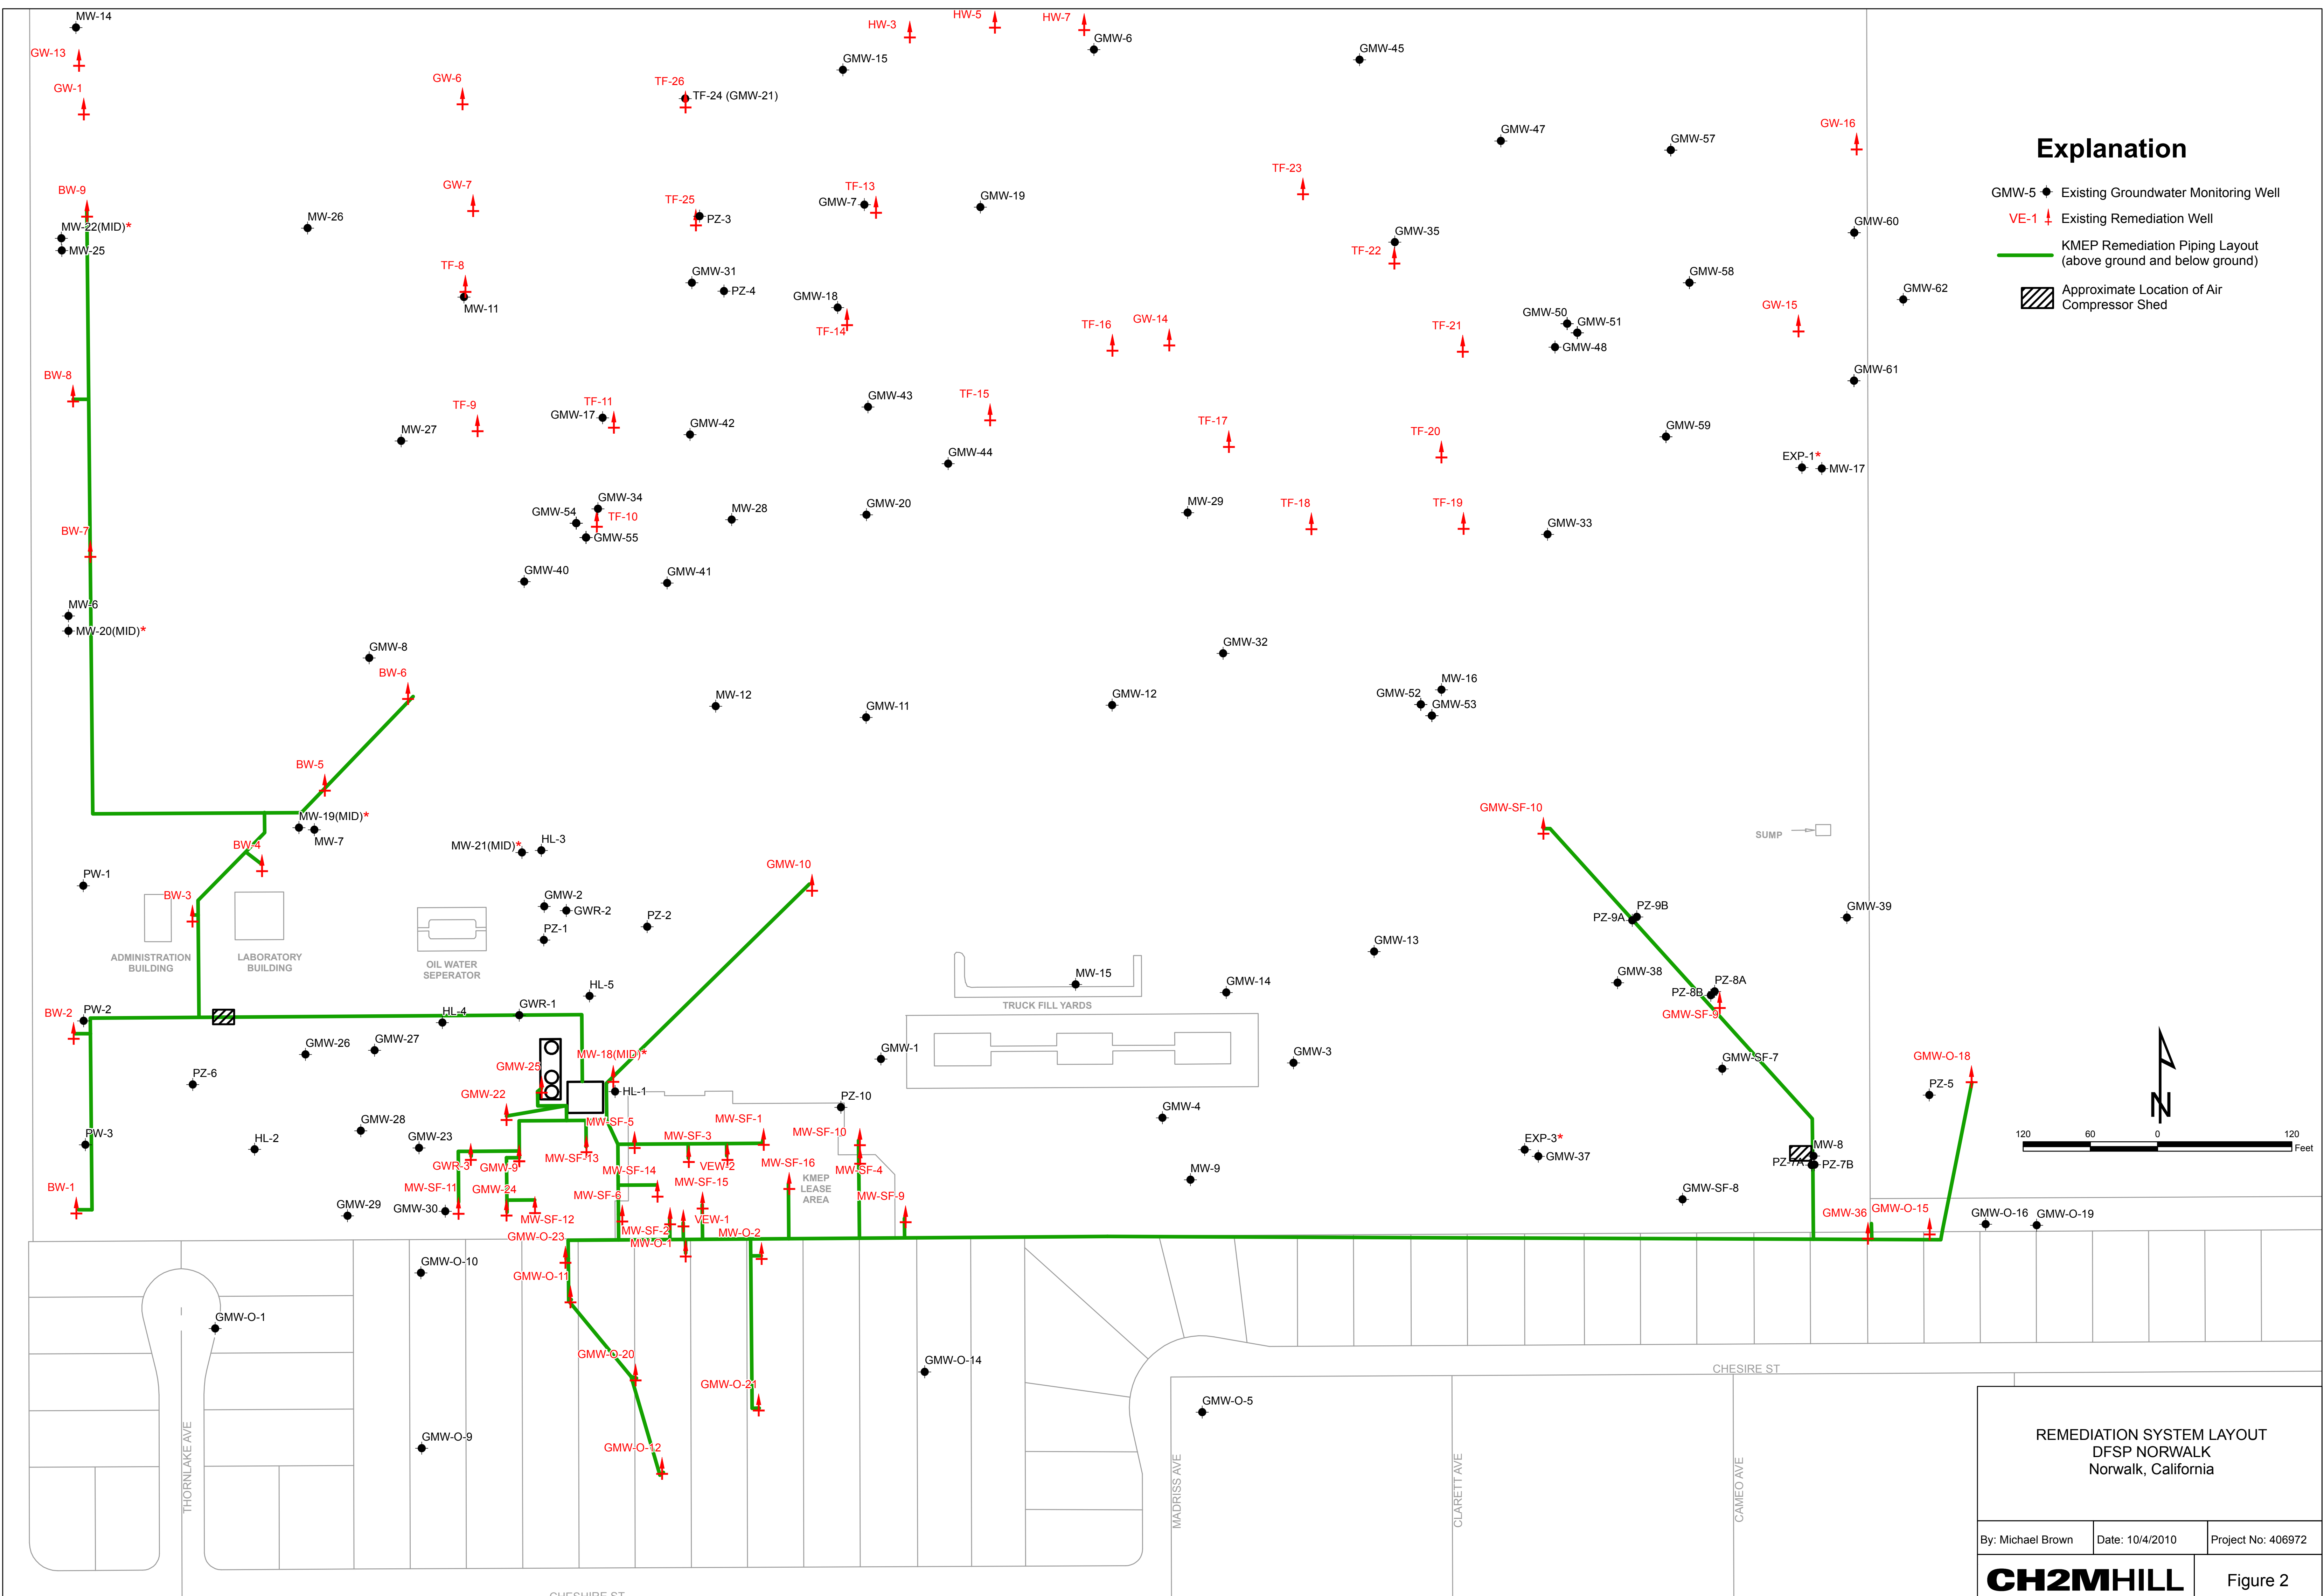 MW-14
GW-13
GW-1
GW-6
TF-26
TF-24 (GMW-21)
GMW-15
HW-3
HW-5
HW-7
GMW-6
GMW-45
GMW-47
GMW-57
GW-16
Explanation
GMW-5 Existing Groundwater Monitoring Well
VE-1 Existing Remediation Well
KMEP Remediation Piping Layout
(above ground and below ground)
Approximate Location of Air
Compressor Shed
BW-9
MW-22(MID)*
MW-25
MW-26
GW-7
TF-25
PZ-3
GMW-7
TF-13
GMW-19
TF-23
GMW-35
TF-22
GMW-60
TF-8
MW-11
GMW-31
PZ-4
GMW-18
TF-14
TF-16
GW-14
TF-21
GMW-50
GMW-51
GMW-48
GMW-58
GW-15
GMW-62
GMW-61
BW-8
TF-9
MW-27
GMW-17
TF-11
GMW-42
GMW-43
TF-15
GMW-44
TF-17
TF-20
GMW-59
EXP-1*
MW-17
BW-7
GMW-34
GMW-54
TF-10
GMW-55
MW-28
GMW-20
MW-29
TF-18
TF-19
GMW-33
GMW-40
GMW-41
MW-6
MW-20(MID)*
GMW-8
BW-6
GMW-32
MW-12
GMW-11
GMW-12
MW-16
GMW-52
GMW-53
BW-5
MW-19(MID)*
MW-7
BW-4
MW-21(MID)*
HL-3
GMW-10
GMW-SF-10
SUMP
PW-1
BW-3
GMW-2
GWR-2
PZ-1
PZ-2
PZ-9A
PZ-9B
GMW-39
ADMINISTRATION
BUILDING
LABORATORY
BUILDING
OIL WATER
SEPERATOR
GMW-13
MW-15
GMW-14
TRUCK FILL YARDS
GMW-38
PZ-8A
PZ-8B
GMW-SF-9
HL-5
BW-2
PW-2
HL-4
GWR-1
GMW-26
GMW-27
PZ-6
GMW-25
MW-18(MID)*
HL-1
GMW-1
GMW-3
GMW-SF-7
GMW-O-18
PZ-5
N
GMW-22
PZ-10
GMW-4
PW-3
HL-2
GMW-28
GMW-23
MW-SF-5
MW-SF-3
MW-SF-1
MW-SF-10
EXP-3*
GMW-37
MW-8
PZ-7A
PZ-7B
120 60 0 120
Feet
GWR-3
GMW-9
MW-SF-13
MW-SF-14
VEW-2
MW-SF-16
MW-SF-4
KMEP
LEASE
AREA
MW-9
BW-1
MW-SF-11
GMW-24
MW-SF-6
MW-SF-15
MW-SF-9
GMW-SF-8
GMW-29
GMW-30
MW-SF-12
MW-SF-2
VEW-1
GMW-36
GMW-O-15
GMW-O-16
GMW-O-19
GMW-O-23
MW-O-1
MW-O-2
GMW-O-10
GMW-O-11
GMW-O-1
GMW-O-20
GMW-O-21
GMW-O-14
GMW-O-5
CHESIRE ST
GMW-O-9
GMW-O-12
THORNLAKE AVE
MADRISS AVE
CLARETT AVE
CAMEO AVE
CHESHIRE ST
REMEDIATION SYSTEM LAYOUT
DFSP NORWALK
Norwalk, California
By: Michael Brown Date: 10/4/2010 Project No: 406972
CH2MHILL Figure 2